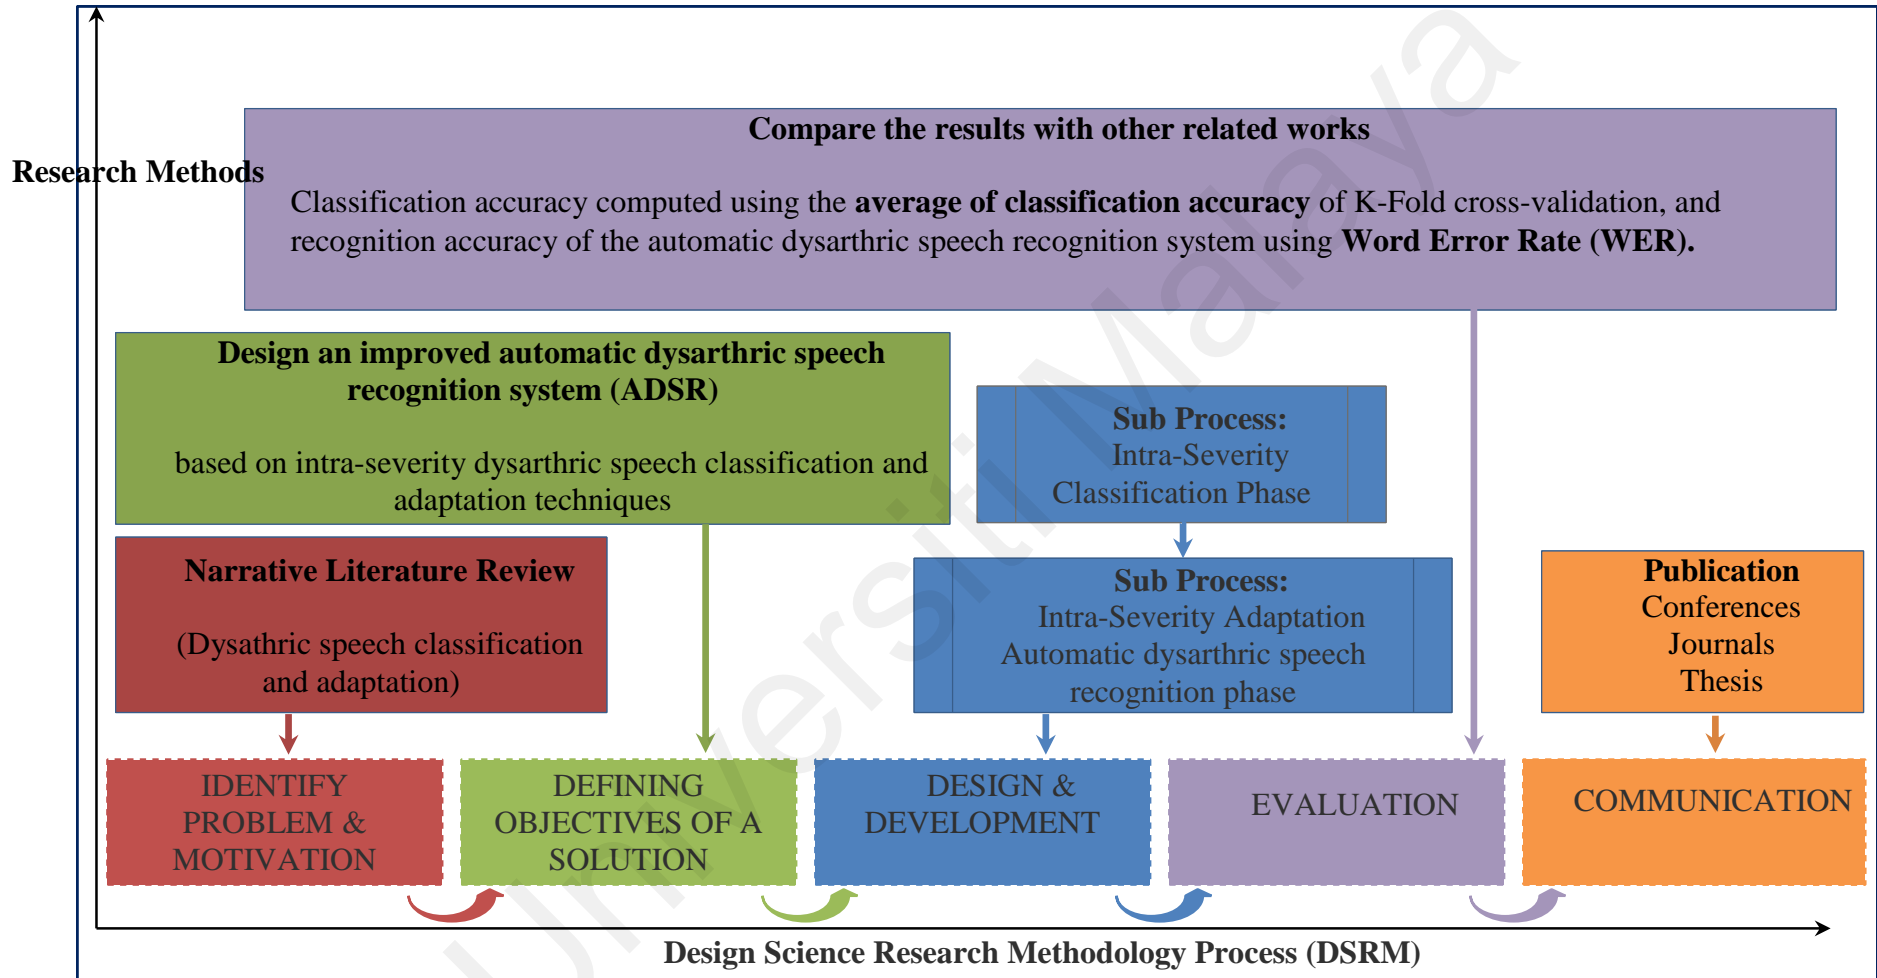 Compare the results with other related works
Research Methods
Classification accuracy computed using the average of classification accuracy of K-Fold cross-validation, and
recognition accuracy of the automatic dysarthric speech recognition system using Word Error Rate (WER).
Design an improved automatic dysarthric speech
recognition system (ADSR)
based on intra-severity dysarthric speech classification and
adaptation techniques
Sub Process:
Intra-Severity
Classification Phase
Narrative Literature Review
(Dysathric speech classification
and adaptation)
Sub Process:
Intra-Severity Adaptation
Automatic dysarthric speech
recognition phase
Publication
Conferences
Journals
Thesis
IDENTIFY
PROBLEM &
MOTIVATION
DEFINING
OBJECTIVES OF A
SOLUTION
DESIGN &
DEVELOPMENT
EVALUATION
COMMUNICATION
Design Science Research Methodology Process (DSRM)
Universiti Malaya